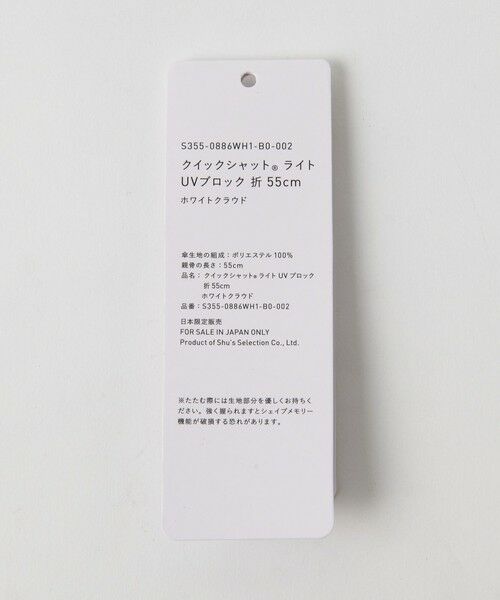 S355-0886WH1-B0-002
クイックシャット® ライト
UVブロック 折 55cm
ホワイトクラウド
傘生地の組成：ポリエステル100%
親骨の長さ：55cm
品名： クイックシャット® ライト UV ブロック
折 55cm
ホワイトクラウド
品番：S355-0886WH1-B0-002
日本限定販売
FOR SALE IN JAPAN ONLY
Product of Shu's Selection Co., Ltd.
※たたむ際には生地部分を優しくお持ちく
ださい。強く握られますとシェイプメモリー
機能が破損する恐れがあります。